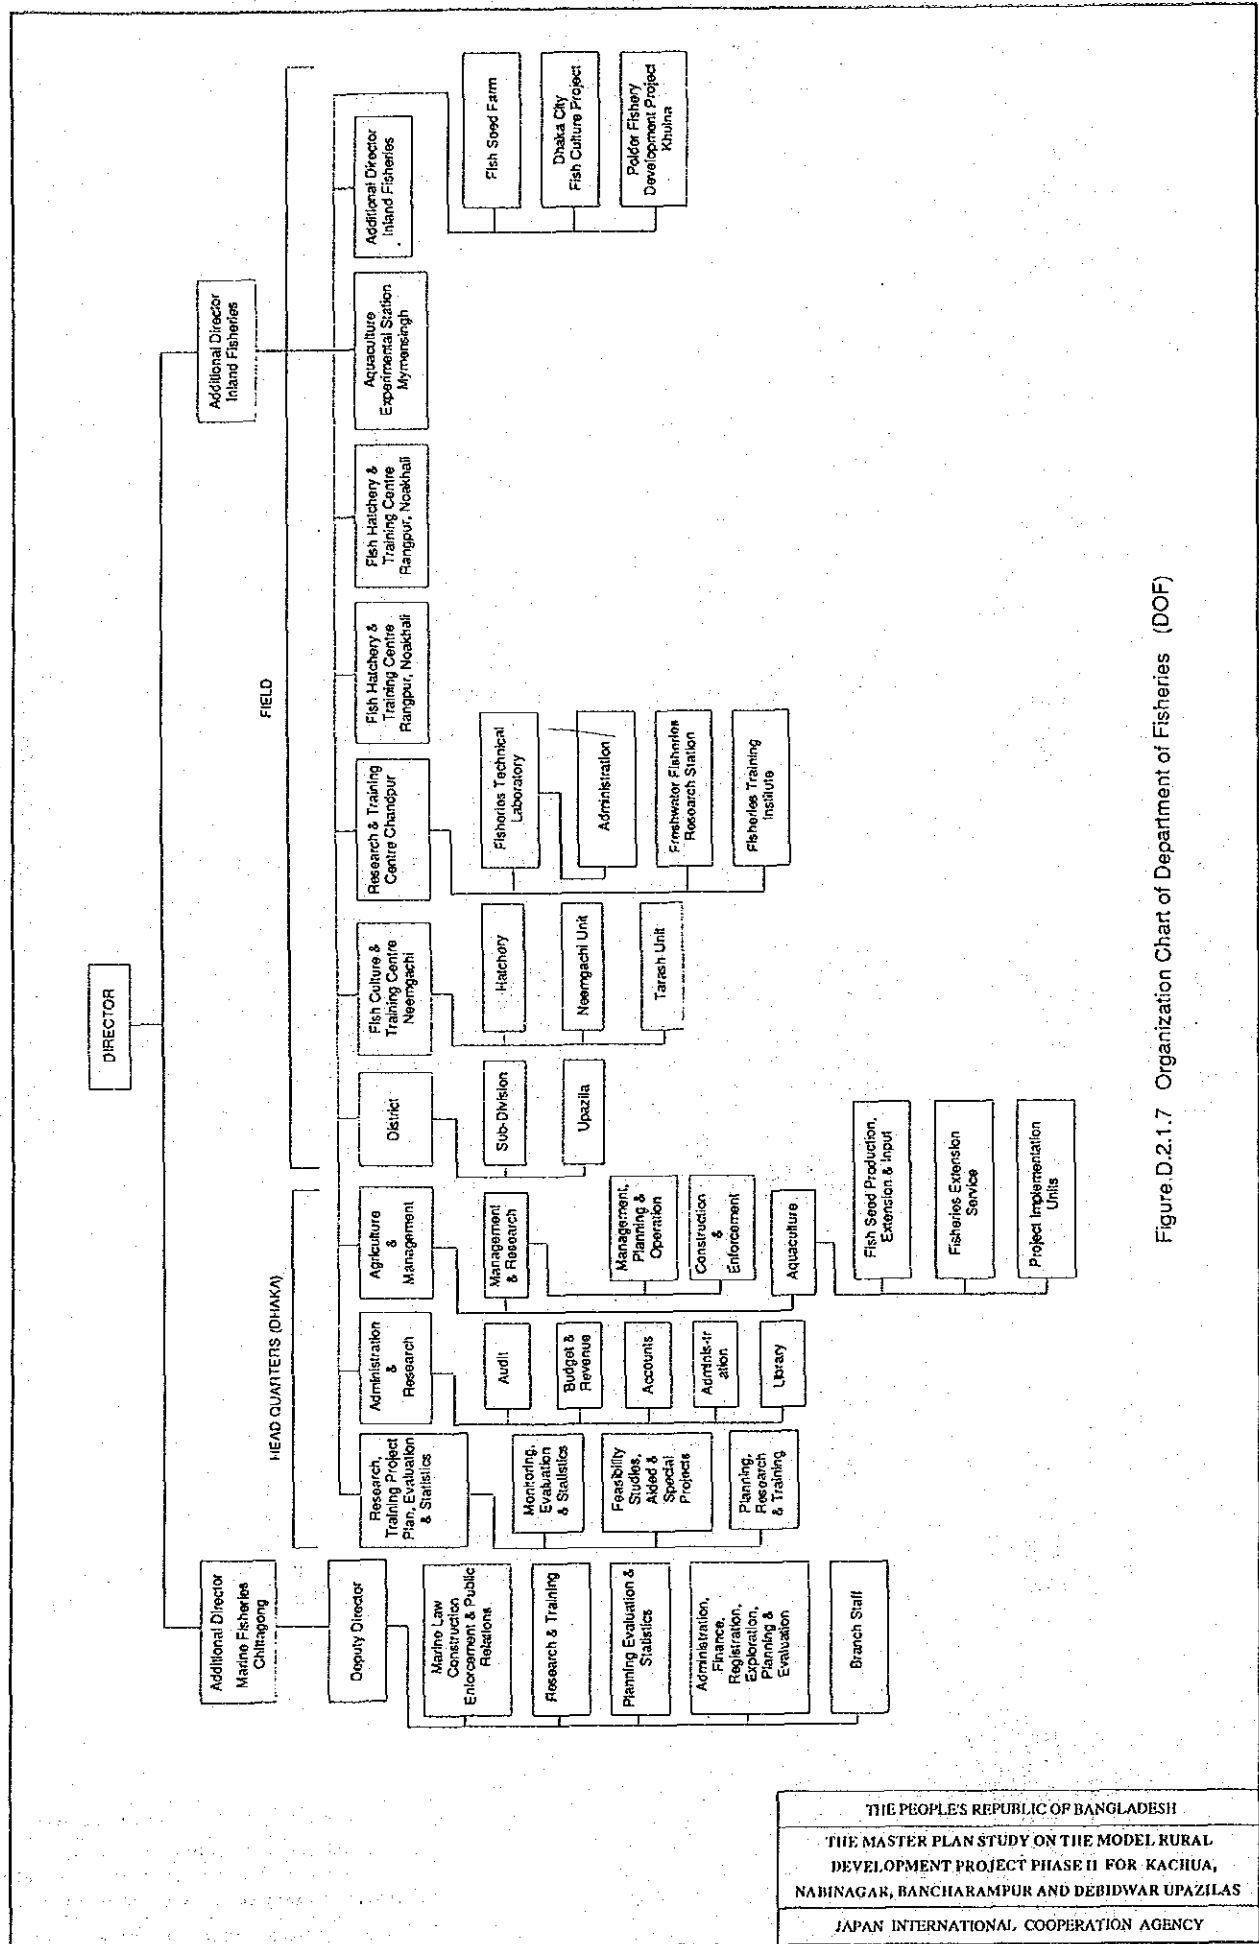 DIRECTOR
Additional Director
Marine Fisheries
Chittagong
Additional Director
Inland Fisheries
HEAD QUARTERS (DHAKA)
FIELD
Deputy Director
Marine Law
Construction
Enforcement & Public
Relations
Research & Training
Planning Evaluation &
Statistics
Administration,
Finance,
Registration,
Exploration,
Planning &
Evaluation
Branch Staff
Research,
Training Project
Plan, Evaluation
& Statistics
Monitoring,
Evaluation
& Statistics
Feasibility
Studies,
Aided &
Special
Projects
Planning,
Research
& Training
Administration
&
Research
Audit
Budget &
Revenue
Accounts
Adminis-tr
ation
Library
Agriculture
&
Management
Management
& Research
Management,
Planning &
Operation
Construction
&
Enforcement
Aquaculture
Fish Seed Production,
Extension & Input
Fisheries Extension
Service
Project Implementation
Units
District
Sub-Division
Upazila
Fish Culture &
Training Centre
Neemgachi
Hatchery
Neemgachi Unit
Tarash Unit
Research & Training
Centre Chandpur
Fisheries Technical
Laboratory
Administration
Freshwater Fisheries
Research Station
Fisheries Training
Institute
Fish Hatchery &
Training Centre
Rangpur, Noakhali
Fish Hatchery &
Training Centre
Rangpur, Noakhali
Aquaculture
Experimental Station
Mymensingh
Additional Director
Inland Fisheries
Fish Seed Farm
Dhaka City
Fish Culture Project
Polder Fishery
Development Project
Khulna
Figure.D.2.1.7 Organization Chart of Department of Fisheries (DOF)
THE PEOPLE'S REPUBLIC OF BANGLADESH
THE MASTER PLAN STUDY ON THE MODEL RURAL
DEVELOPMENT PROJECT PHASE II FOR KACHUA,
NABINAGAR, BANCHARAMPUR AND DEBIDWAR UPAZILAS
JAPAN INTERNATIONAL COOPERATION AGENCY